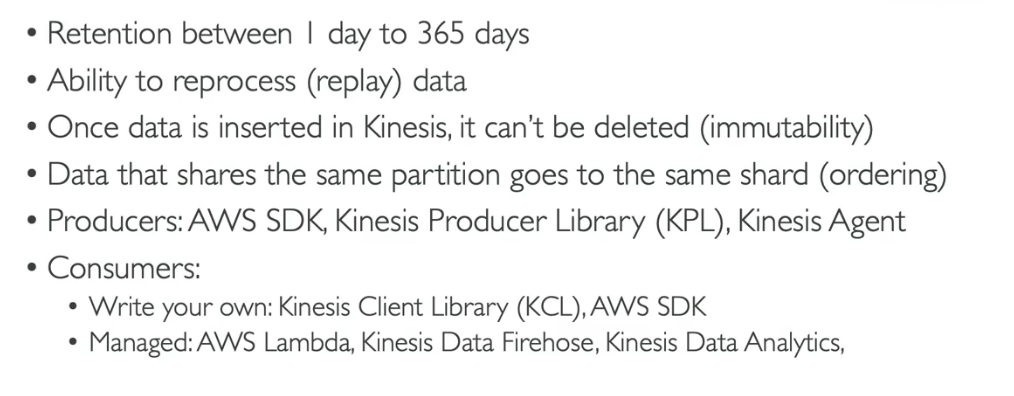 • Retention between 1 day to 365 days
• Ability to reprocess (replay) data
• Once data is inserted in Kinesis, it can't be deleted (immutability)
• Data that shares the same partition goes to the same shard (ordering)
• Producers: AWS SDK, Kinesis Producer Library (KPL), Kinesis Agent
• Consumers:
• Write your own: Kinesis Client Library (KCL), AWS SDK
• Managed: AWS Lambda, Kinesis Data Firehose, Kinesis Data Analytics,